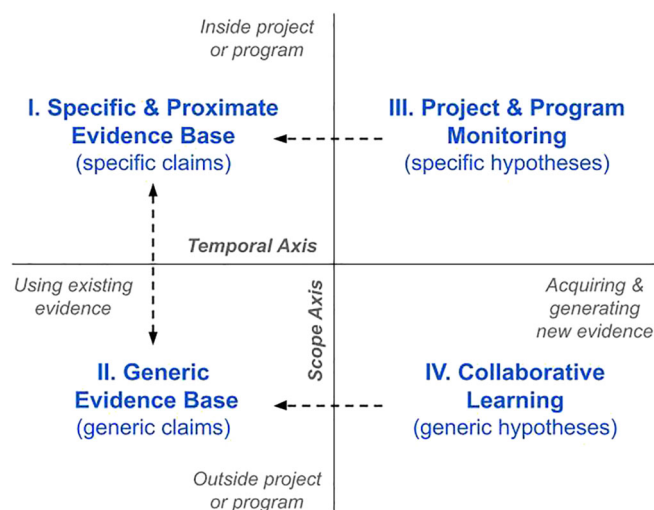 Inside project
or program
I. Specific & Proximate
Evidence Base
(specific claims)
III. Project & Program
Monitoring
(specific hypotheses)
Temporal Axis
Using existing
evidence
Scope Axis
Acquiring &
generating
new evidence
II. Generic
Evidence Base
(generic claims)
IV. Collaborative
Learning
(generic hypotheses)
Outside project
or program